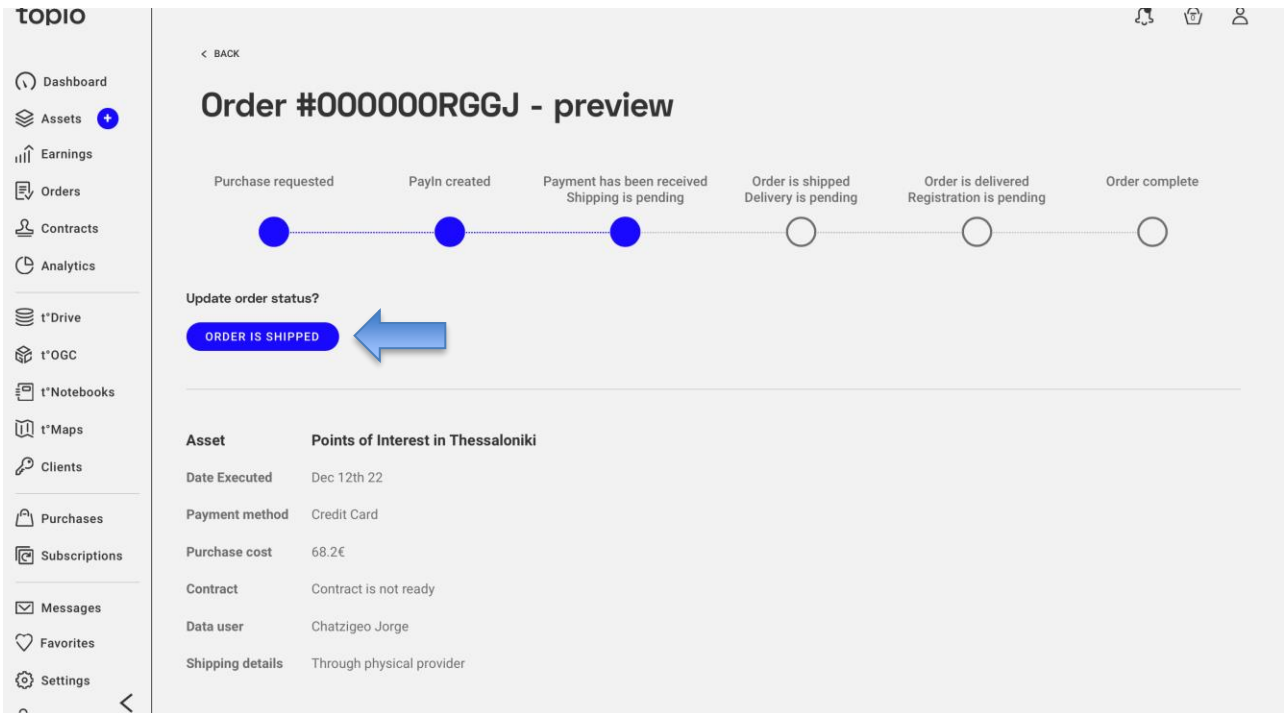 topio
0
< BACK
Dashboard
Assets +
Earnings
Orders
Contracts
Analytics
t°Drive
t°OGC
t°Notebooks
t°Maps
Clients
Purchases
Subscriptions
Messages
Favorites
Settings
Order #000000RGGJ - preview
Purchase requested
PayIn created
Payment has been received
Shipping is pending
Order is shipped
Delivery is pending
Order is delivered
Registration is pending
Order complete
Update order status?
ORDER IS SHIPPED
Asset Points of Interest in Thessaloniki
Date Executed Dec 12th 22
Payment method Credit Card
Purchase cost 68.2€
Contract Contract is not ready
Data user Chatzigeo Jorge
Shipping details Through physical provider